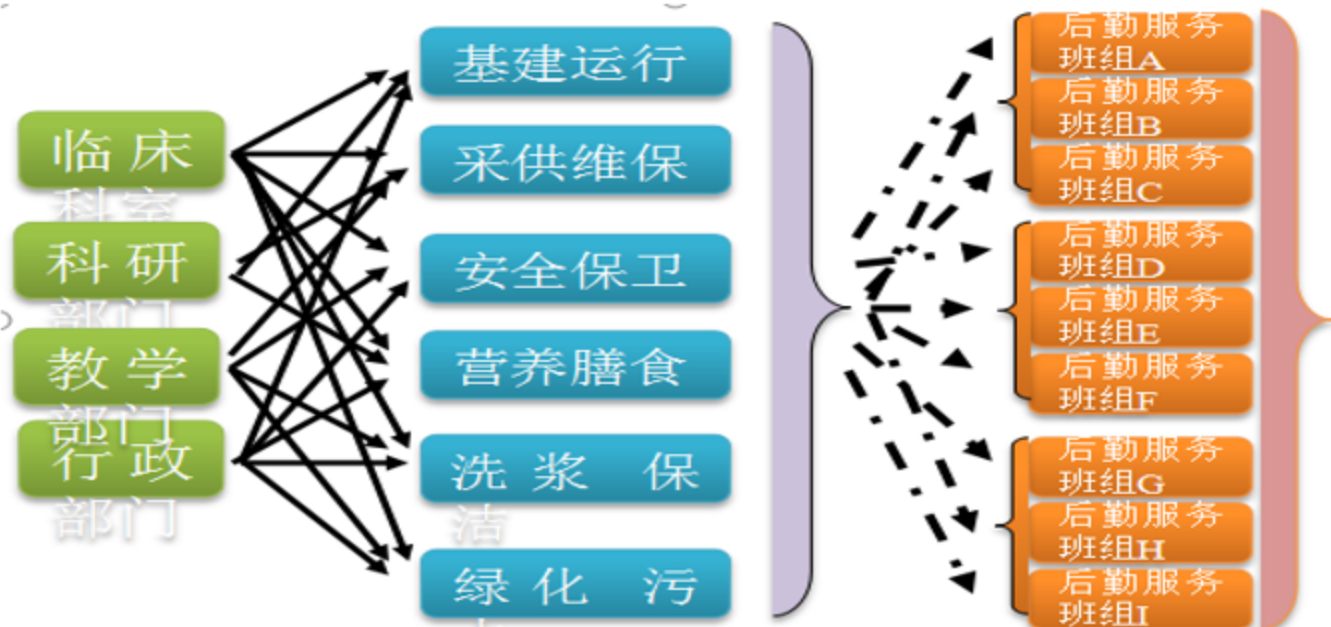 临床
科室
科研
部门
教学
部门
行政
部门
基建运行
采供维保
安全保卫
营养膳食
洗浆 保
洁
绿化 污
后勤服务
班组A
后勤服务
班组B
后勤服务
班组C
后勤服务
班组D
后勤服务
班组E
后勤服务
班组F
后勤服务
班组G
后勤服务
班组H
后勤服务
班组I